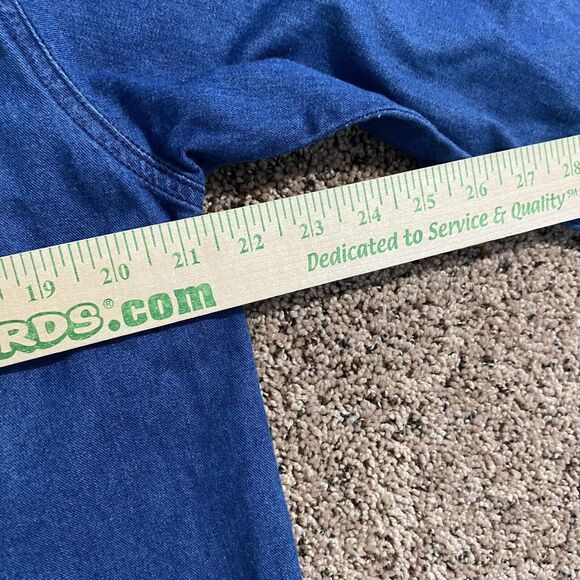 19 20 21 22 23 24 25 26 27 28
RDS®.com Dedicated to Service & Quality℠